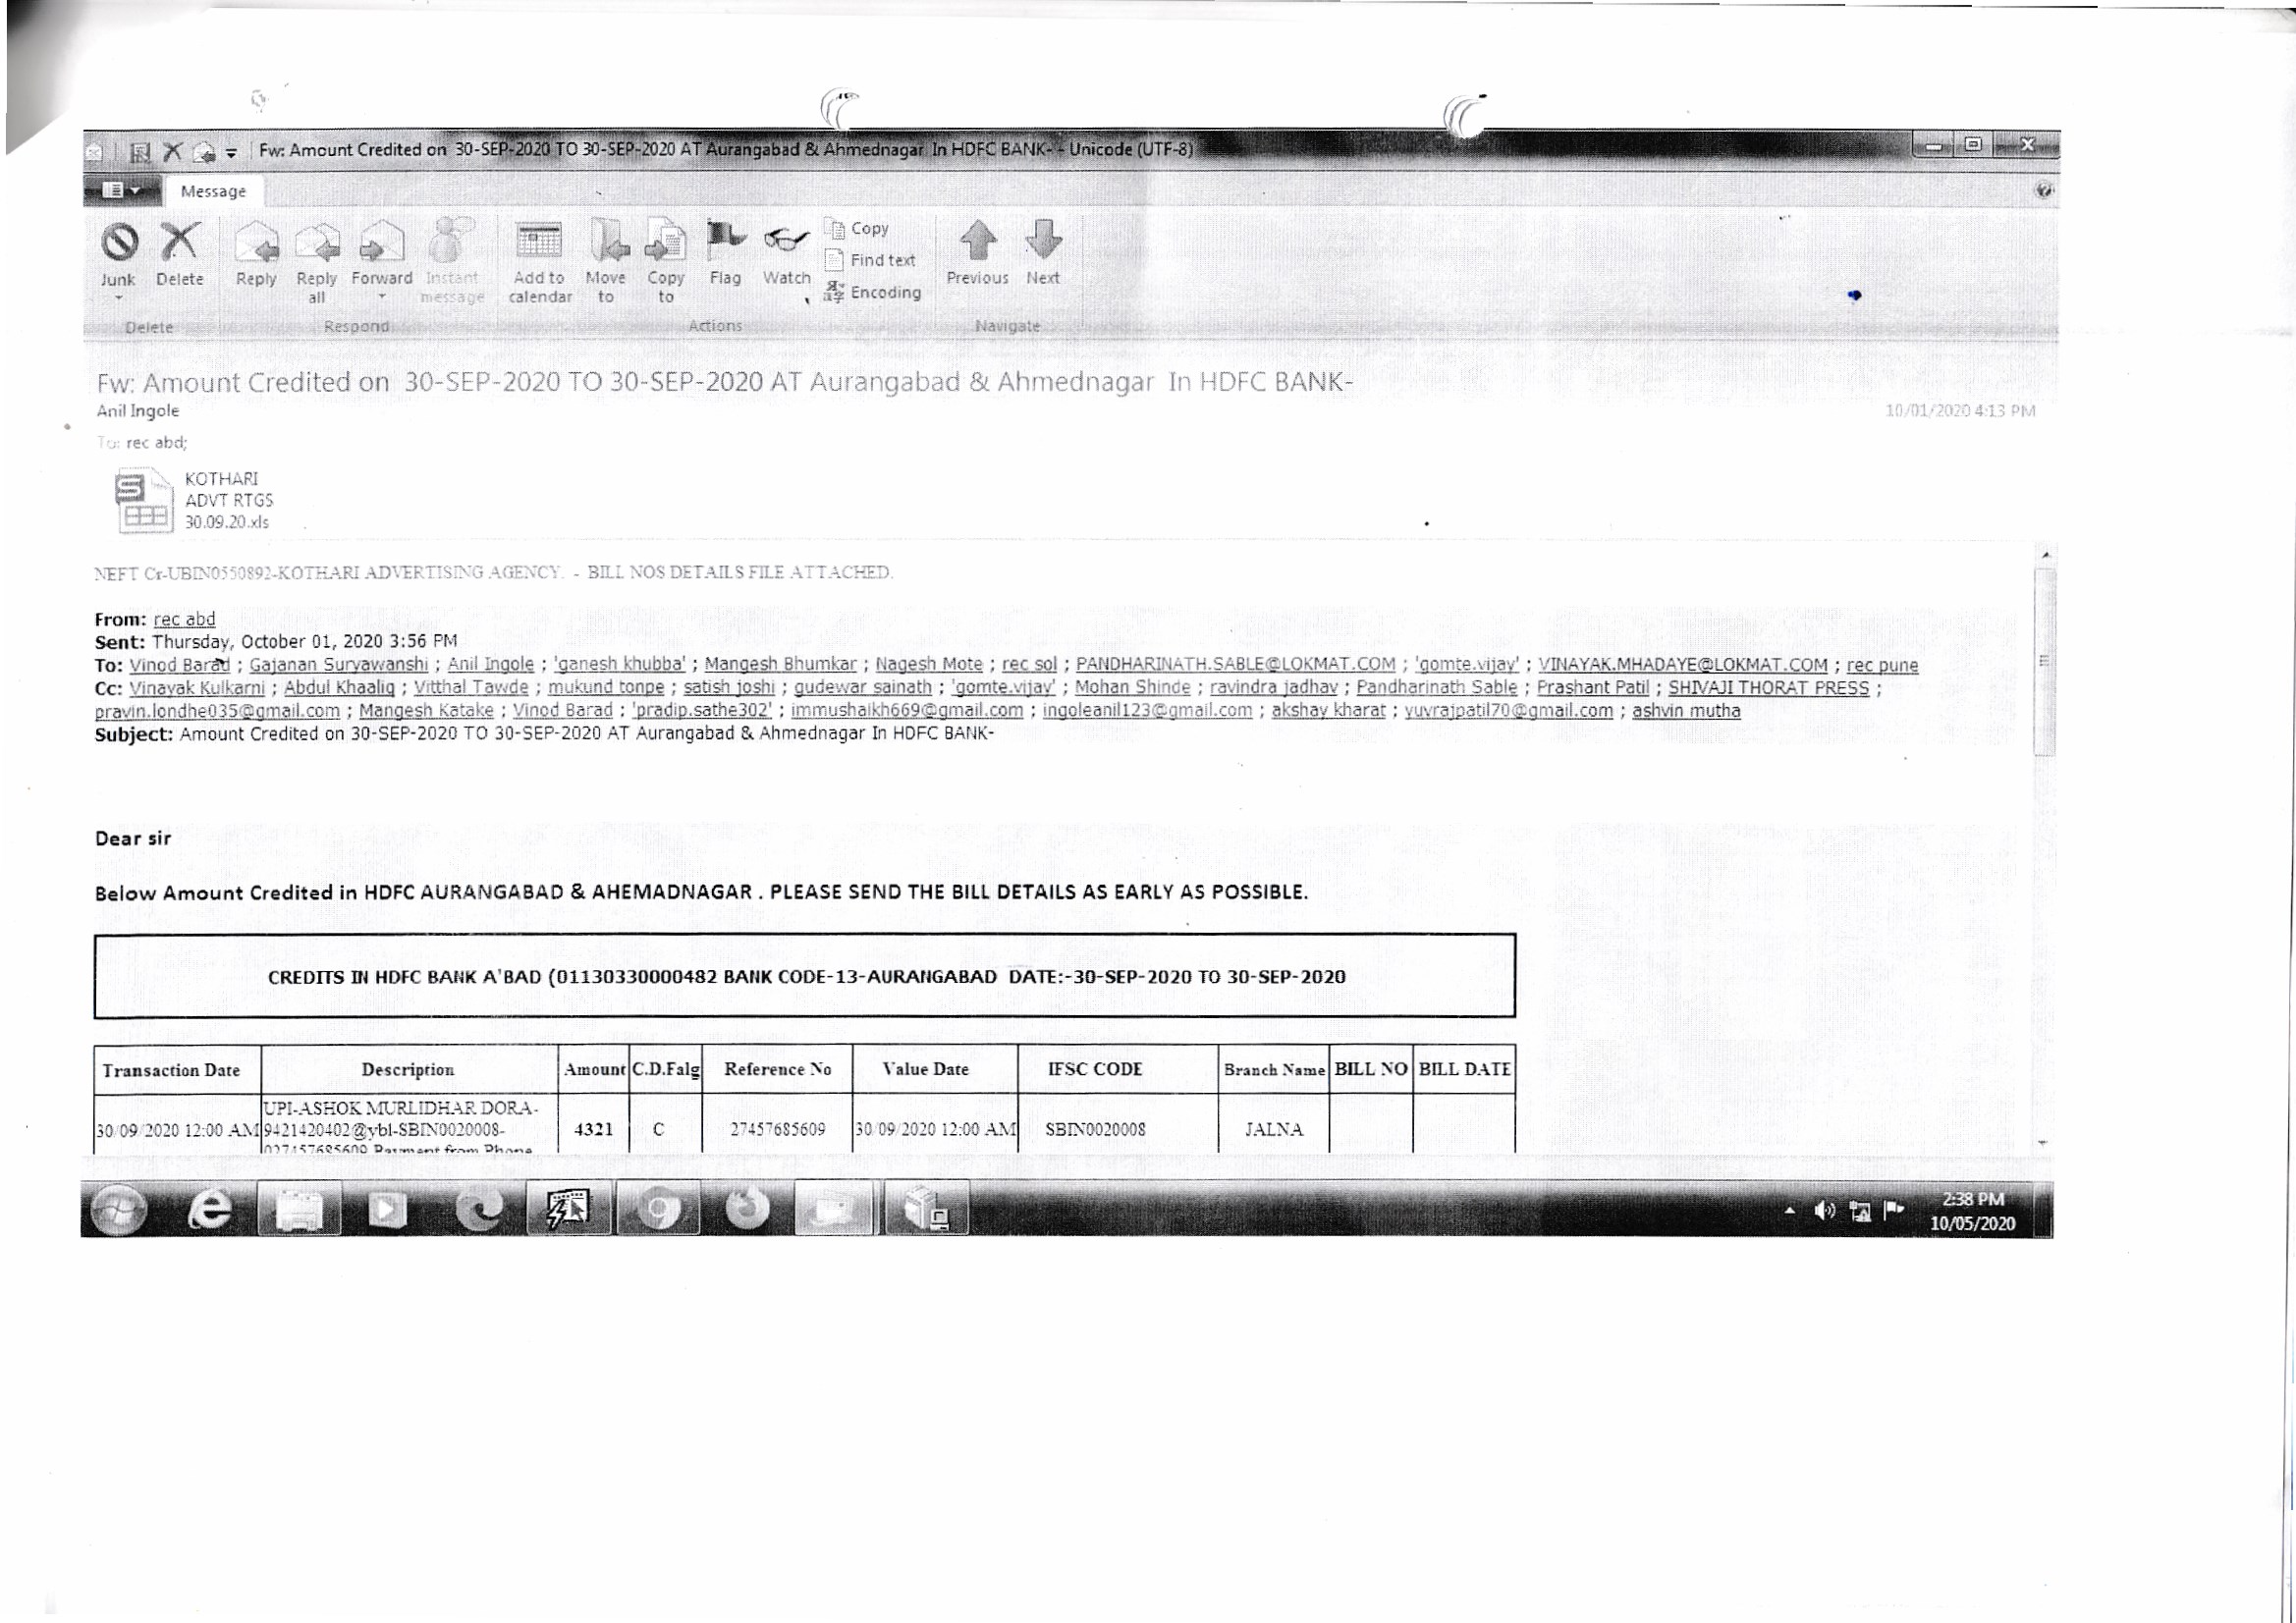 Fw: Amount Credited on 30-SEP-2020 TO 30-SEP-2020 AT Aurangabad & Ahmednagar In HDFC BANK- - Unicode (UTF-8)
Message
Junk Delete Reply Reply all Forward Instant message Add to calendar Move to Copy to Flag Watch Copy Find text Encoding Previous Next
Delete Respond Actions Navigate
Fw: Amount Credited on 30-SEP-2020 TO 30-SEP-2020 AT Aurangabad & Ahmednagar In HDFC BANK-
Anil Ingole 10/01/2020 4:13 PM
To: rec abd;
KOTHARI
ADVT RTGS
30.09.20.xls
NEFT Cr-UBIN0550892-KOTHARI ADVERTISING AGENCY. - BILL NOS DETAILS FILE ATTACHED.
From: rec abd
Sent: Thursday, October 01, 2020 3:56 PM
To: Vinod Barad ; Gajanan Suryawanshi ; Anil Ingole ; 'ganesh khubba' ; Mangesh Bhumkar ; Nagesh Mote ; rec sol ; PANDHARINATH.SABLE@LOKMAT.COM ; 'gomte.vijay' ; VINAYAK.MHADAYE@LOKMAT.COM ; rec pune
Cc: Vinayak Kulkarni ; Abdul Khaaliq ; Vitthal Tawde ; mukund tonpe ; satish joshi ; gudewar sainath ; 'gomte.vijay' ; Mohan Shinde ; ravindra jadhav ; Pandharinath Sable ; Prashant Patil ; SHIVAJI THORAT PRESS ;
pravin.londhe035@gmail.com ; Mangesh Katake ; Vinod Barad ; 'pradip.sathe302' ; immushaikh669@gmail.com ; ingoleanil123@gmail.com ; akshay kharat ; yuvrajpatil70@gmail.com ; ashvin mutha
Subject: Amount Credited on 30-SEP-2020 TO 30-SEP-2020 AT Aurangabad & Ahmednagar In HDFC BANK-
Dear sir
Below Amount Credited in HDFC AURANGABAD & AHEMADNAGAR . PLEASE SEND THE BILL DETAILS AS EARLY AS POSSIBLE.
CREDITS IN HDFC BANK A'BAD (01130330000482 BANK CODE-13-AURANGABAD DATE:-30-SEP-2020 TO 30-SEP-2020
Transaction Date Description Amount C.D.Falg Reference No Value Date IFSC CODE Branch Name BILL NO BILL DATE
UPI-ASHOK MURLIDHAR DORA-
30/09/2020 12:00 AM 9421420402@ybl-SBIN0020008- 4321 C 27457685609 30/09/2020 12:00 AM SBIN0020008 JALNA
027457685609 Payment from Phone
2:38 PM
10/05/2020